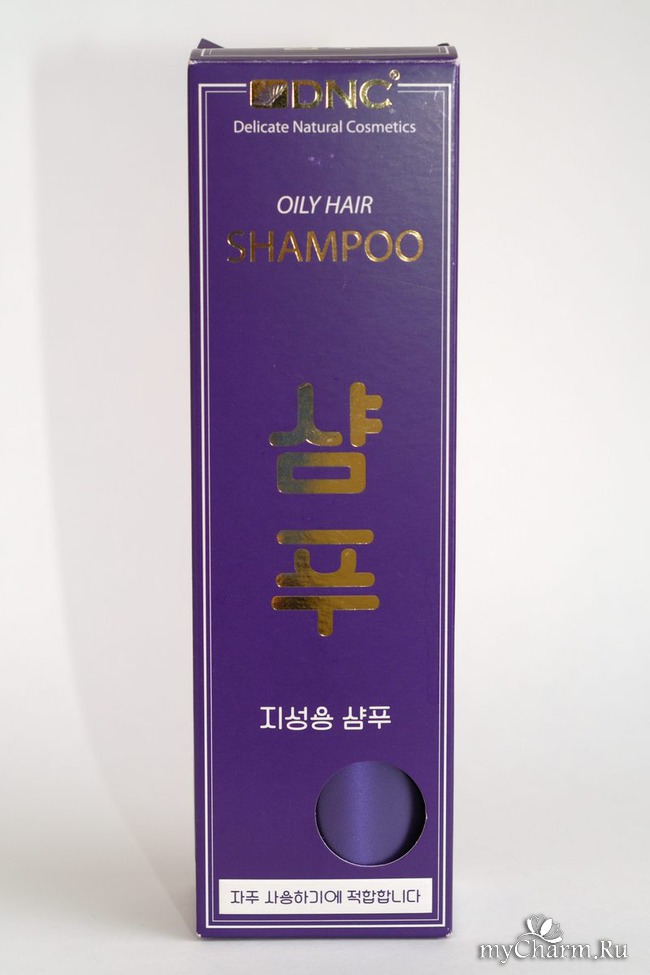 DNC®
Delicate Natural Cosmetics
OILY HAIR
SHAMPOO
샴
푸
지성용 샴푸
자주 사용하기에 적합합니다
myCharm.Ru